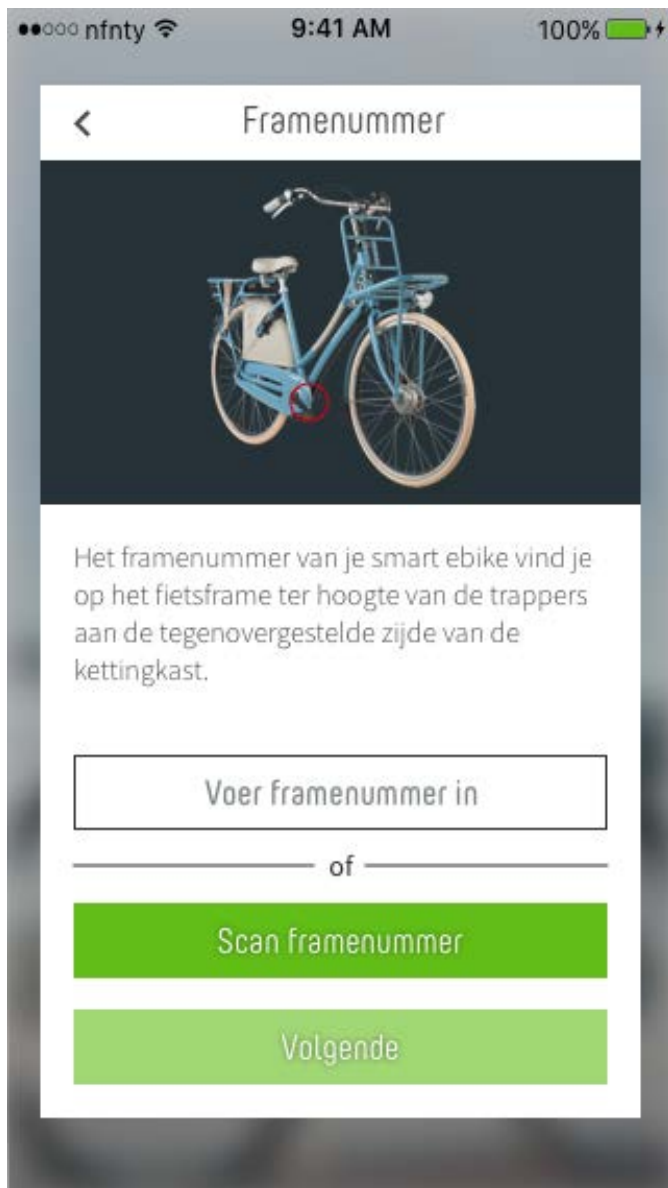 nfnty 9:41 AM 100%
Framenummer
Het framenummer van je smart ebike vind je
op het fietsframe ter hoogte van de trappers
aan de tegenovergestelde zijde van de
kettingkast.
Voer framenummer in
of
Scan framenummer
Volgende